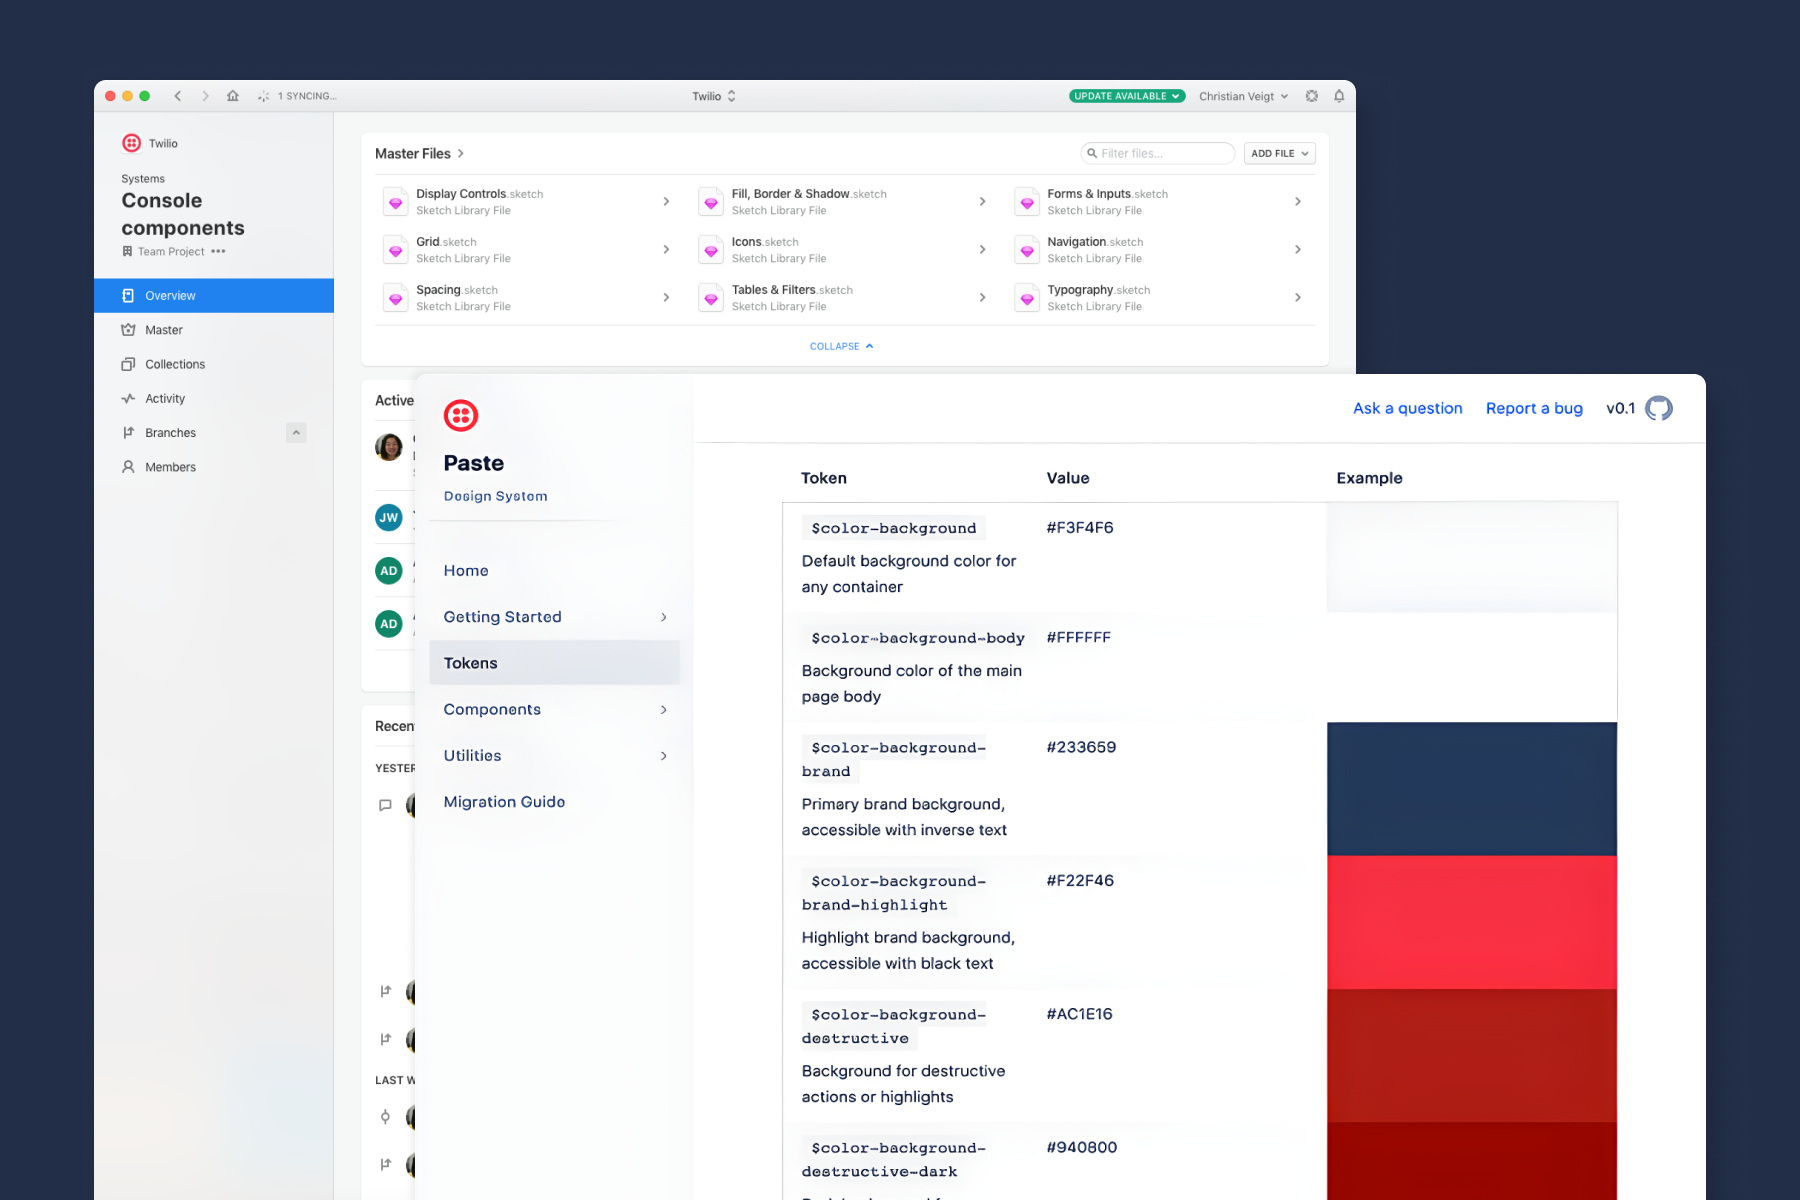 1 SYNCING...
Twilio
UPDATE AVAILABLE
Christian Veigt
Twilio
Systems
Console
components
Team Project
Overview
Master
Collections
Activity
Branches
Members
Master Files
Filter files...
ADD FILE
Display Controls.sketch
Sketch Library File
Fill, Border & Shadow.sketch
Sketch Library File
Forms & Inputs.sketch
Sketch Library File
Grid.sketch
Sketch Library File
Icons.sketch
Sketch Library File
Navigation.sketch
Sketch Library File
Spacing.sketch
Sketch Library File
Tables & Filters.sketch
Sketch Library File
Typography.sketch
Sketch Library File
COLLAPSE
Active
JW
AD
AD
Recen
YESTER
LAST W
Paste
Design System
Home
Getting Started
Tokens
Components
Utilities
Migration Guide
Ask a question
Report a bug
v0.1
Token Value Example
$color-background #F3F4F6
Default background color for
any container
$color-background-body #FFFFFF
Background color of the main
page body
$color-background- #233659
brand
Primary brand background,
accessible with inverse text
$color-background- #F22F46
brand-highlight
Highlight brand background,
accessible with black text
$color-background- #AC1E16
destructive
Background for destructive
actions or highlights
$color-background- #940800
destructive-dark